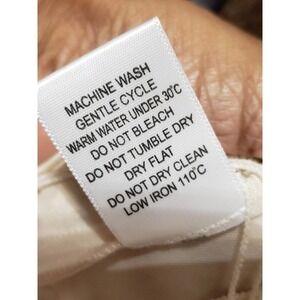 MACHINE WASH
GENTLE CYCLE
WARM WATER UNDER 30°C
DO NOT BLEACH
DO NOT TUMBLE DRY
DRY FLAT
DO NOT DRY CLEAN
LOW IRON 110°C